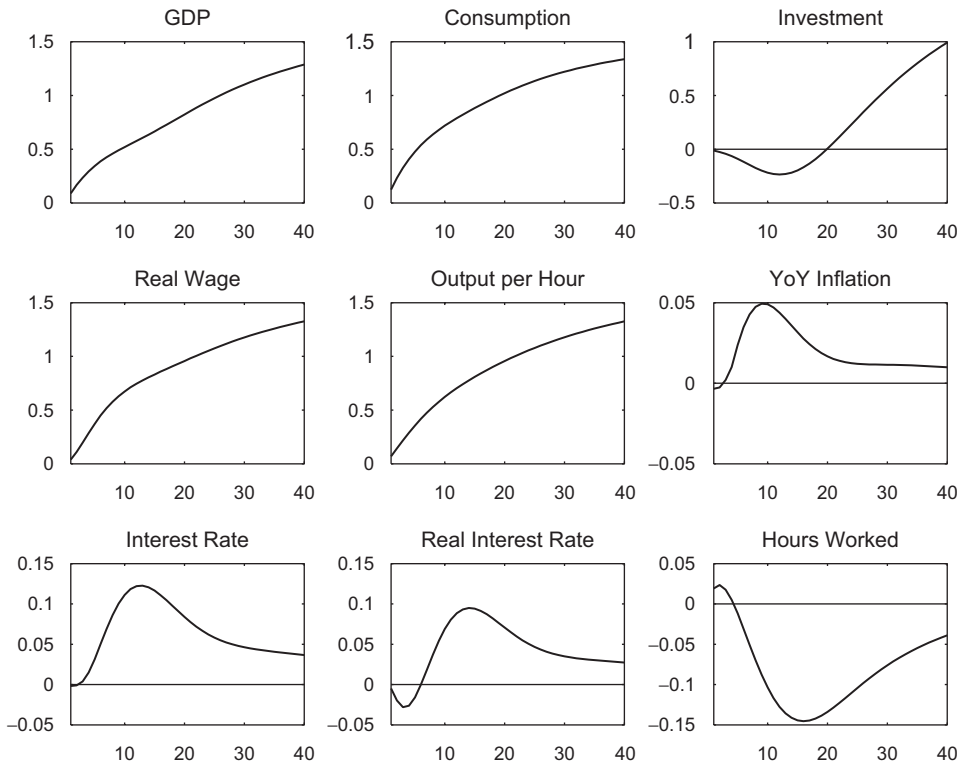 GDP Consumption Investment
1.5 1.5 1
1 1 0.5
0.5 0.5 0
0 0 −0.5
10 20 30 40 10 20 30 40 10 20 30 40
Real Wage Output per Hour YoY Inflation
1.5 1.5 0.05
1 1
0
0.5 0.5
0 0 −0.05
10 20 30 40 10 20 30 40 10 20 30 40
Interest Rate Real Interest Rate Hours Worked
0.15 0.15 0.05
0.1 0.1 0
0.05 0.05 −0.05
0 0 −0.1
−0.05 −0.05 −0.15
10 20 30 40 10 20 30 40 10 20 30 40